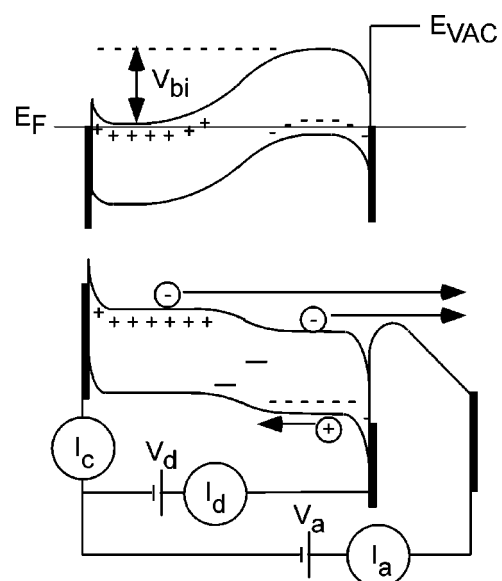 E_VAC
V_bi
E_F
+ + + + + + + +
- - - - - - -
-
-
+ + + + + + + +
- - - - - - - - -
+
I_c
V_d
I_d
V_a
I_a